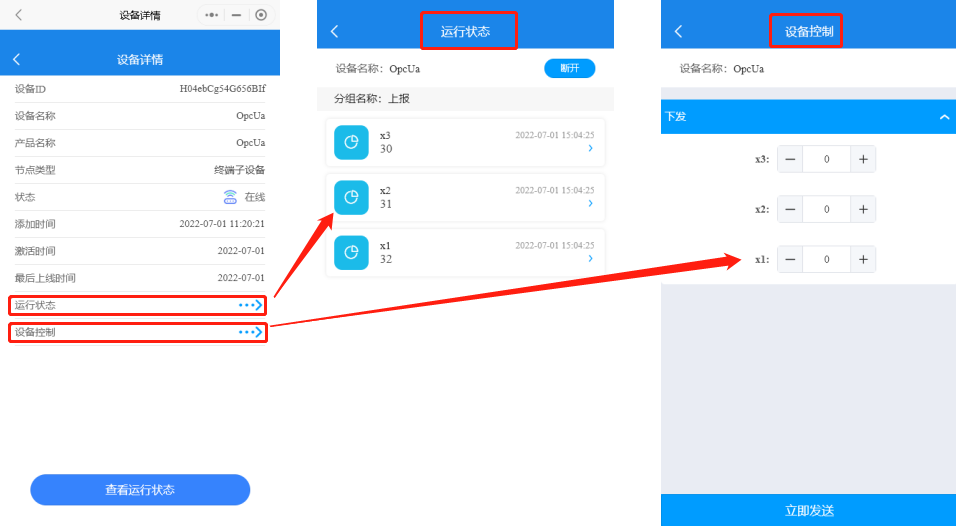 设备详情
设备详情
设备ID H04ebCg54G656BIf
设备名称 OpcUa
产品名称 OpcUa
节点类型 终端子设备
状态 在线
添加时间 2022-07-01 11:20:21
激活时间 2022-07-01
最后上线时间 2022-07-01
运行状态
设备控制
查看运行状态
运行状态
设备名称： OpcUa 断开
分组名称： 上报
x3 2022-07-01 15:04:25
30
x2 2022-07-01 15:04:25
31
x1 2022-07-01 15:04:25
32
设备控制
设备名称： OpcUa
下发
x3: — 0 +
x2: — 0 +
x1: — 0 +
立即发送